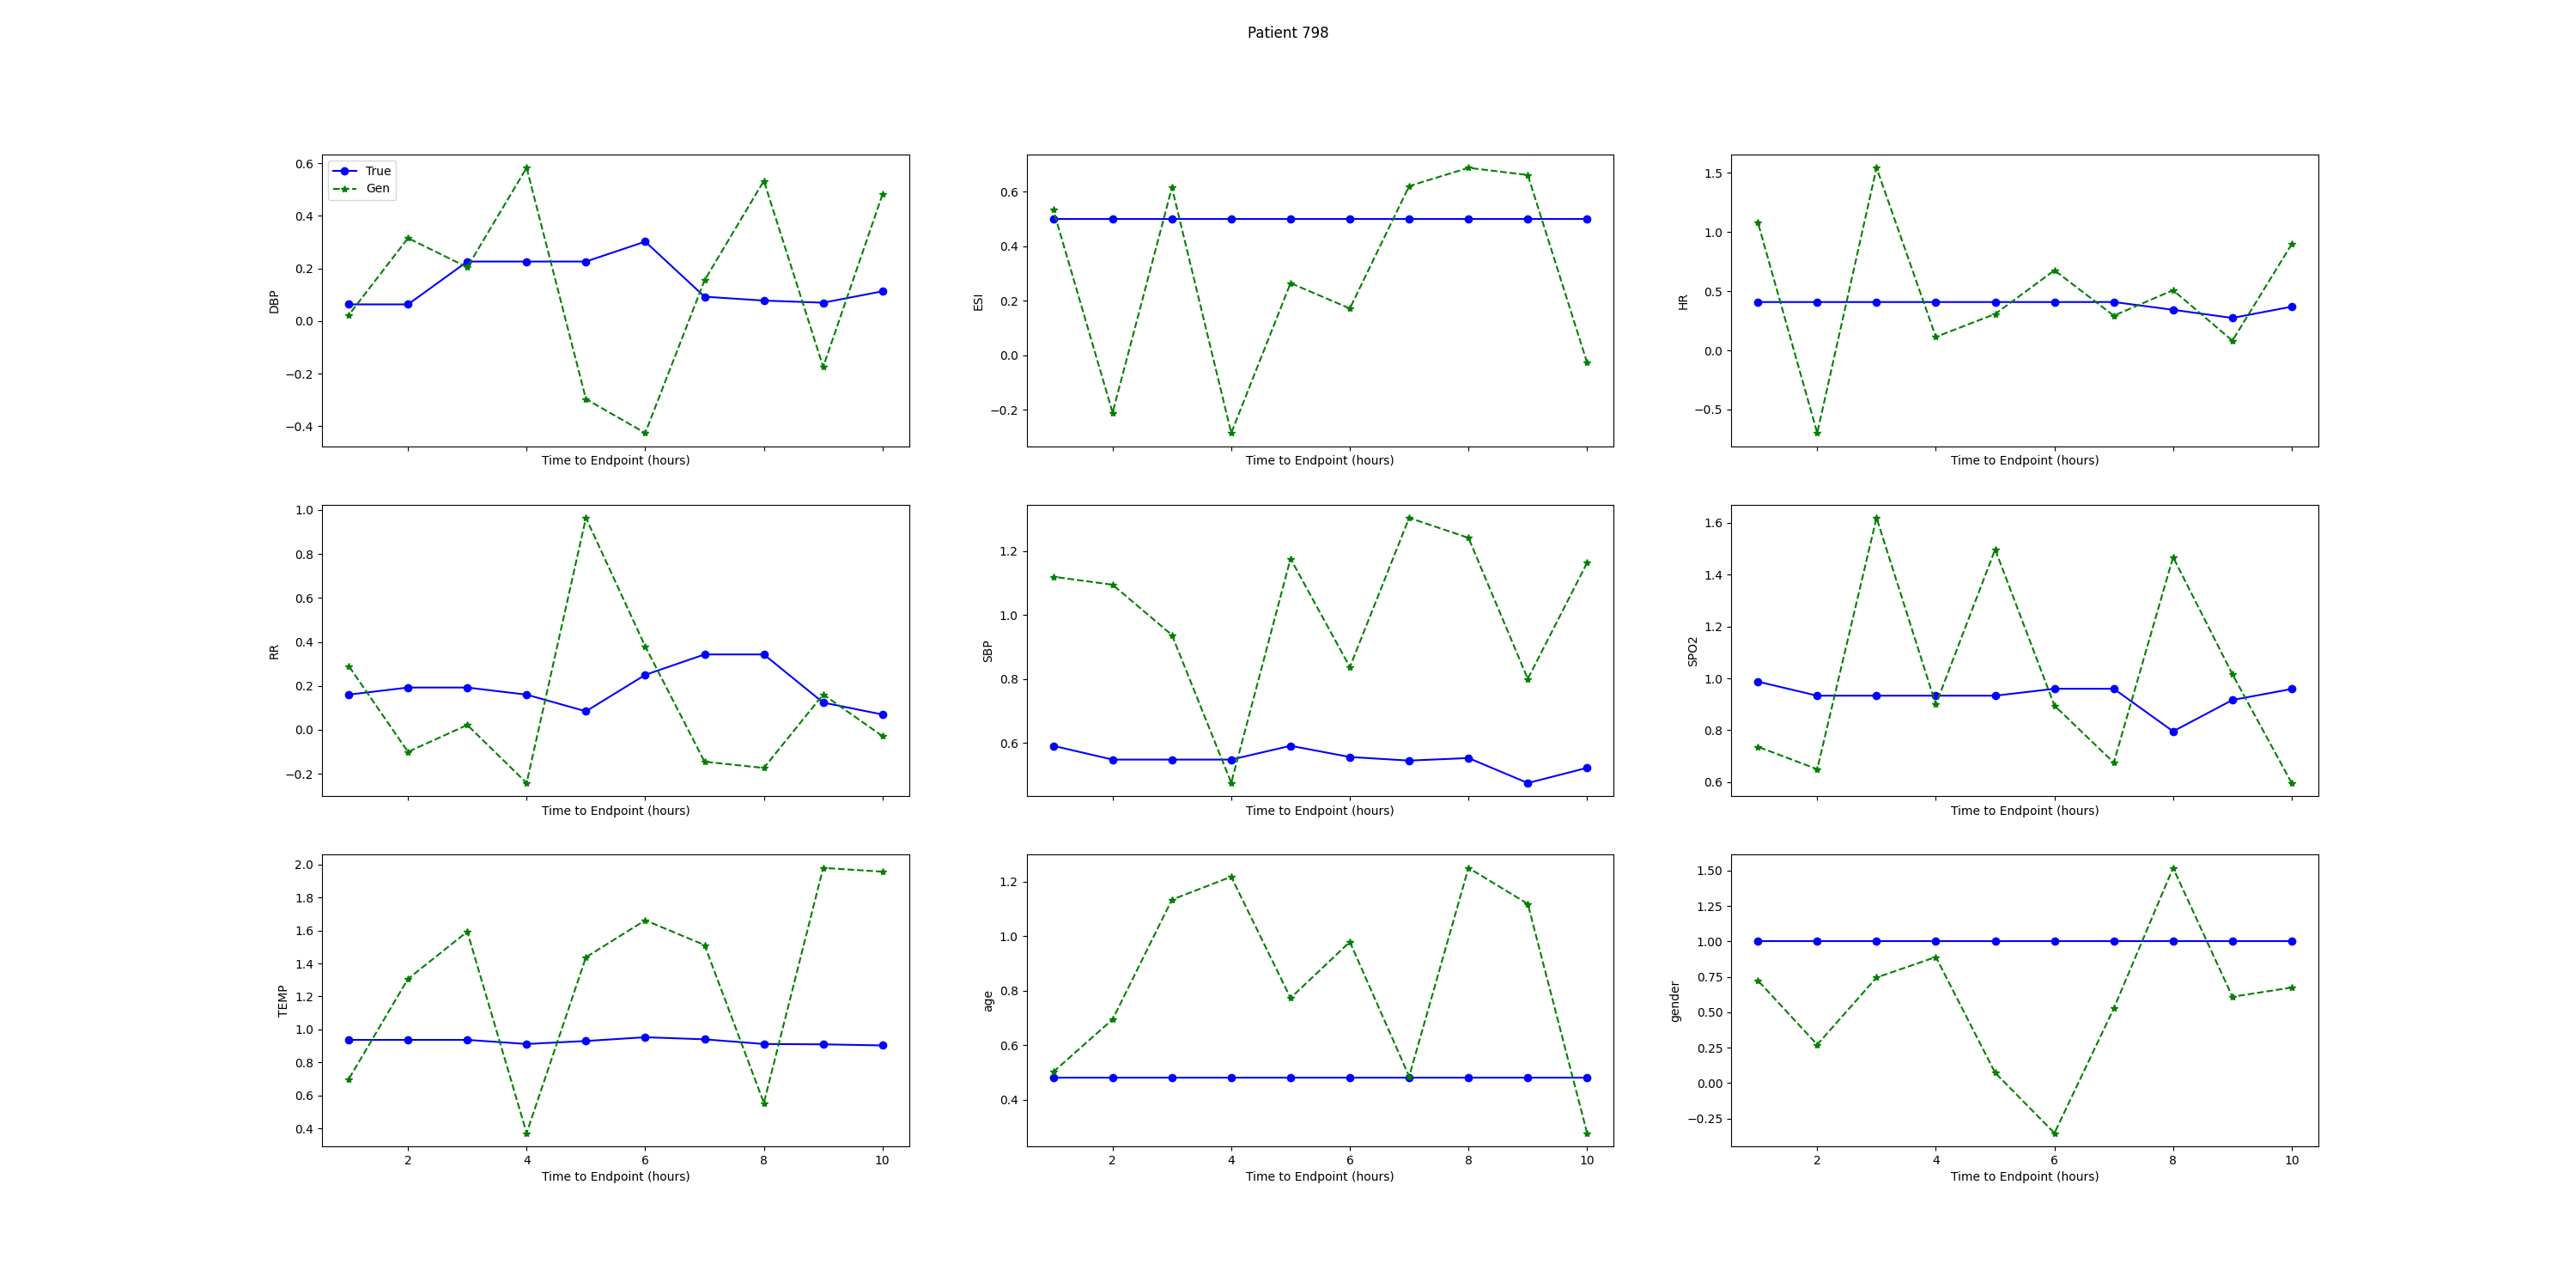 Patient 798
True
Gen
0.6
0.4
0.2
0.0
−0.2
−0.4
DBP
Time to Endpoint (hours)
0.6
0.4
0.2
0.0
−0.2
ESI
Time to Endpoint (hours)
1.5
1.0
0.5
0.0
−0.5
HR
Time to Endpoint (hours)
1.0
0.8
0.6
0.4
0.2
0.0
−0.2
RR
Time to Endpoint (hours)
1.2
1.0
0.8
0.6
SBP
Time to Endpoint (hours)
1.6
1.4
1.2
1.0
0.8
0.6
SPO2
Time to Endpoint (hours)
2.0
1.8
1.6
1.4
1.2
1.0
0.8
0.6
0.4
TEMP
2 4 6 8 10
Time to Endpoint (hours)
1.2
1.0
0.8
0.6
0.4
age
2 4 6 8 10
Time to Endpoint (hours)
1.50
1.25
1.00
0.75
0.50
0.25
0.00
−0.25
gender
2 4 6 8 10
Time to Endpoint (hours)